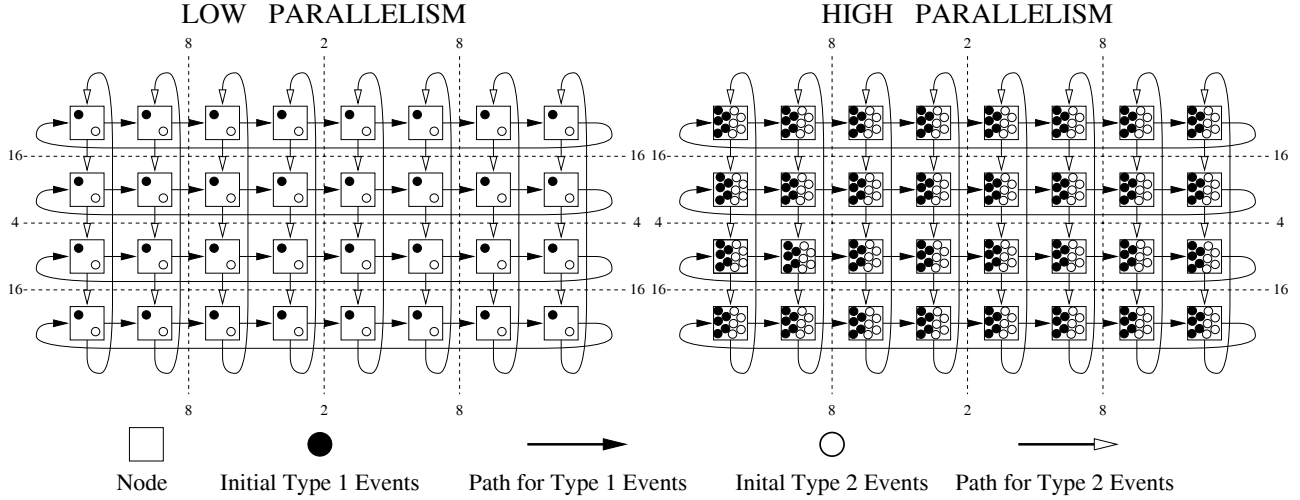 LOW PARALLELISM HIGH PARALLELISM
8 2 8 8 2 8
16 16 16 16
4 4 4 4
16 16 16 16
8 2 8 8 2 8
Node Initial Type 1 Events Path for Type 1 Events Inital Type 2 Events Path for Type 2 Events